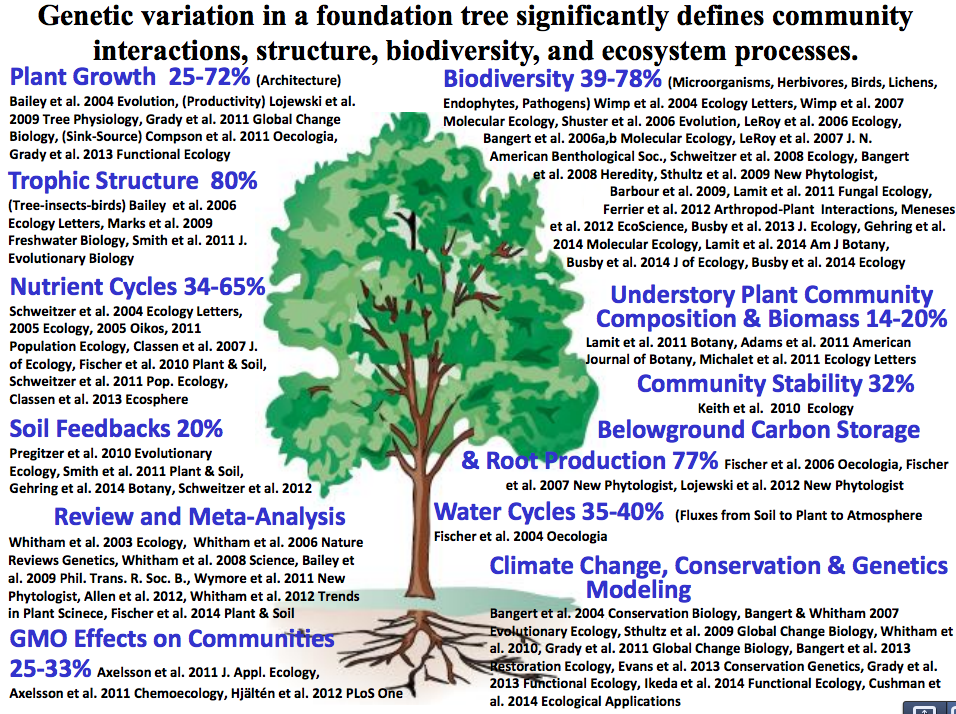 Genetic variation in a foundation tree significantly defines community
interactions, structure, biodiversity, and ecosystem processes.
Plant Growth 25-72% (Architecture)
Bailey et al. 2004 Evolution, (Productivity) Lojewski et al.
2009 Tree Physiology, Grady et al. 2011 Global Change
Biology, (Sink-Source) Compson et al. 2011 Oecologia,
Grady et al. 2013 Functional Ecology
Trophic Structure 80%
(Tree-insects-birds) Bailey et al. 2006
Ecology Letters, Marks et al. 2009
Freshwater Biology, Smith et al. 2011 J.
Evolutionary Biology
Nutrient Cycles 34-65%
Schweitzer et al. 2004 Ecology Letters,
2005 Ecology, 2005 Oikos, 2011
Population Ecology, Classen et al. 2007 J.
of Ecology, Fischer et al. 2010 Plant & Soil,
Schweitzer et al. 2011 Pop. Ecology,
Classen et al. 2013 Ecosphere
Soil Feedbacks 20%
Pregitzer et al. 2010 Evolutionary
Ecology, Smith et al. 2011 Plant & Soil,
Gehring et al. 2014 Botany, Schweitzer et al. 2012
Review and Meta-Analysis
Whitham et al. 2003 Ecology, Whitham et al. 2006 Nature
Reviews Genetics, Whitham et al. 2008 Science, Bailey et
al. 2009 Phil. Trans. R. Soc. B., Wymore et al. 2011 New
Phytologist, Allen et al. 2012, Whitham et al. 2012 Trends
in Plant Scinece, Fischer et al. 2014 Plant & Soil
GMO Effects on Communities
25-33% Axelsson et al. 2011 J. Appl. Ecology,
Axelsson et al. 2011 Chemoecology, Hjältén et al. 2012 PLoS One
Biodiversity 39-78% (Microorganisms, Herbivores, Birds, Lichens,
Endophytes, Pathogens) Wimp et al. 2004 Ecology Letters, Wimp et al. 2007
Molecular Ecology, Shuster et al. 2006 Evolution, LeRoy et al. 2006 Ecology,
Bangert et al. 2006a,b Molecular Ecology, LeRoy et al. 2007 J. N.
American Benthological Soc., Schweitzer et al. 2008 Ecology, Bangert
et al. 2008 Heredity, Sthultz et al. 2009 New Phytologist,
Barbour et al. 2009, Lamit et al. 2011 Fungal Ecology,
Ferrier et al. 2012 Arthropod-Plant Interactions, Meneses
et al. 2012 EcoScience, Busby et al. 2013 J. Ecology, Gehring et al.
2014 Molecular Ecology, Lamit et al. 2014 Am J Botany,
Busby et al. 2014 J of Ecology, Busby et al. 2014 Ecology
Understory Plant Community
Composition & Biomass 14-20%
Lamit et al. 2011 Botany, Adams et al. 2011 American
Journal of Botany, Michalet et al. 2011 Ecology Letters
Community Stability 32%
Keith et al. 2010 Ecology
Belowground Carbon Storage
& Root Production 77% Fischer et al. 2006 Oecologia, Fischer
et al. 2007 New Phytologist, Lojewski et al. 2012 New Phytologist
Water Cycles 35-40% (Fluxes from Soil to Plant to Atmosphere
Fischer et al. 2004 Oecologia
Climate Change, Conservation & Genetics
Modeling
Bangert et al. 2004 Conservation Biology, Bangert & Whitham 2007
Evolutionary Ecology, Sthultz et al. 2009 Global Change Biology, Whitham et
al. 2010, Grady et al. 2011 Global Change Biology, Bangert et al. 2013
Restoration Ecology, Evans et al. 2013 Conservation Genetics, Grady et al.
2013 Functional Ecology, Ikeda et al. 2014 Functional Ecology, Cushman et
al. 2014 Ecological Applications